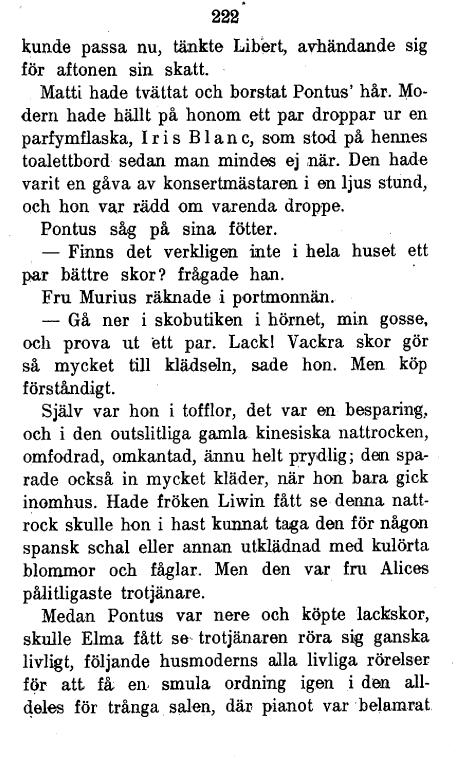 222
kunde passa nu, tänkte Libert, avhändande sig
för aftonen sin skatt.
Matti hade tvättat och borstat Pontus' hår. Mo-
dern hade hällt på honom ett par droppar ur en
parfymflaska, Iris Blanc, som stod på hennes
toalettbord sedan man mindes ej när. Den hade
varit en gåva av konsertmästaren i en ljus stund,
och hon var rädd om varenda droppe.
Pontus såg på sina fötter.
— Finns det verkligen inte i hela huset ett
par bättre skor? frågade han.
Fru Murius räknade i portmonnän.
— Gå ner i skobutiken i hörnet, min gosse,
och prova ut ett par. Lack! Vackra skor gör
så mycket till klädseln, sade hon. Men köp
förståndigt.
Själv var hon i tofflor, det var en besparing,
och i den outslitliga gamla kinesiska nattrocken,
omfodrad, omkantad, ännu helt prydlig; den spa-
rade också in mycket kläder, när hon bara gick
inomhus. Hade fröken Liwin fått se denna natt-
rock skulle hon i hast kunnat taga den för någon
spansk schal eller annan utklädnad med kulörta
blommor och fåglar. Men den var fru Alices
pålitligaste trotjänare.
Medan Pontus var nere och köpte lackskor,
skulle Elma fått se trotjänaren röra sig ganska
livligt, följande husmoderns alla livliga rörelser
för att få en smula ordning igen i den all-
deles för trånga salen, där pianot var belamrat